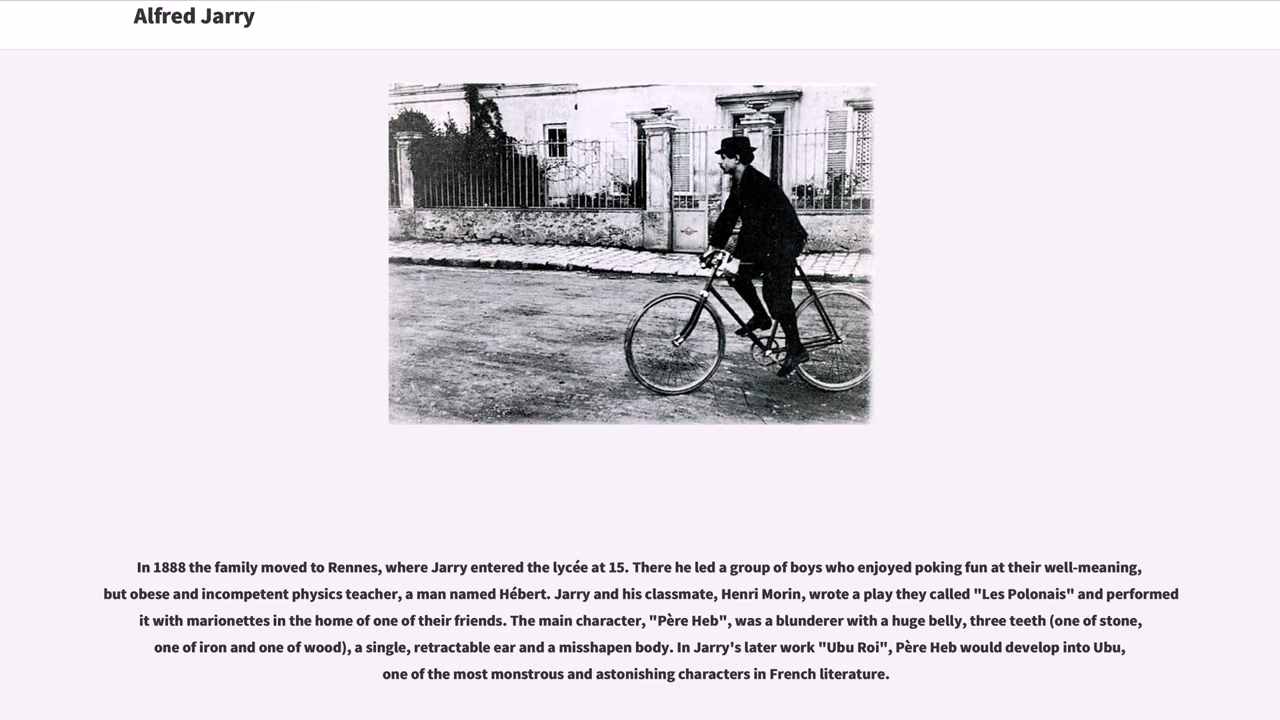 Alfred Jarry
In 1888 the family moved to Rennes, where Jarry entered the lycée at 15. There he led a group of boys who enjoyed poking fun at their well-meaning,
but obese and incompetent physics teacher, a man named Hébert. Jarry and his classmate, Henri Morin, wrote a play they called "Les Polonais" and performed
it with marionettes in the home of one of their friends. The main character, "Père Heb", was a blunderer with a huge belly, three teeth (one of stone,
one of iron and one of wood), a single, retractable ear and a misshapen body. In Jarry's later work "Ubu Roi", Père Heb would develop into Ubu,
one of the most monstrous and astonishing characters in French literature.